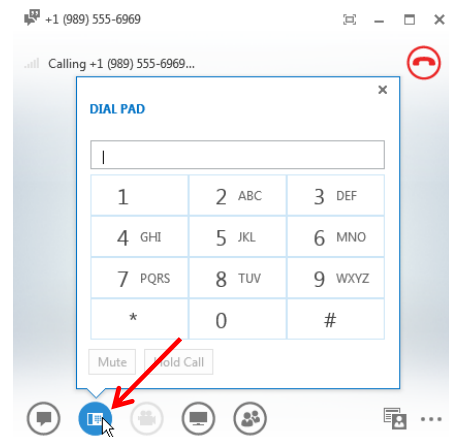 +1 (989) 555-6969
Calling +1 (989) 555-6969...
DIAL PAD
1 2 ABC 3 DEF
4 GHI 5 JKL 6 MNO
7 PQRS 8 TUV 9 WXYZ
* 0 #
Mute Hold Call